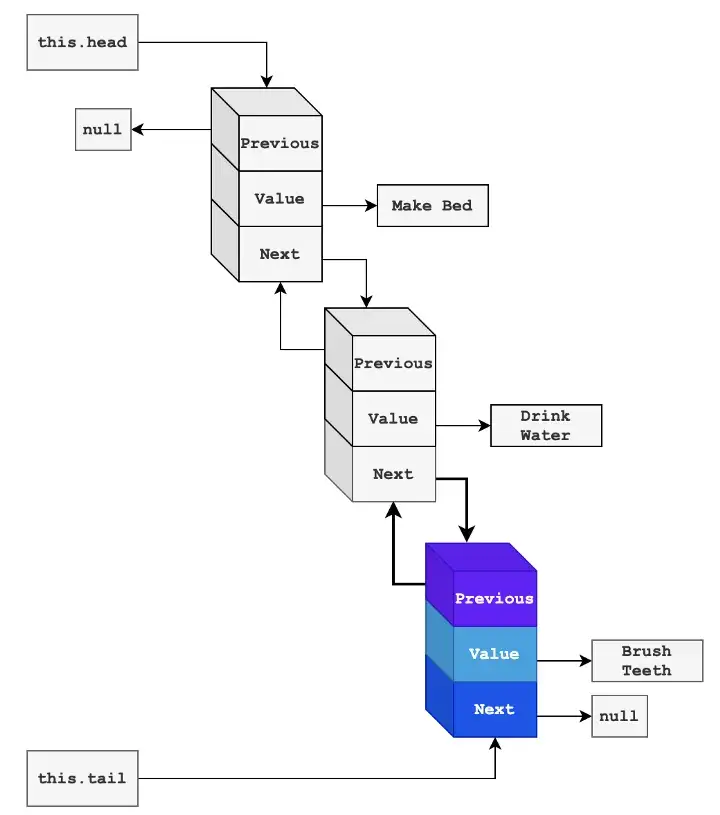 this.head
null
Previous
Value
Make Bed
Next
Previous
Value
Drink
Water
Next
Previous
Value
Brush
Teeth
Next
null
this.tail